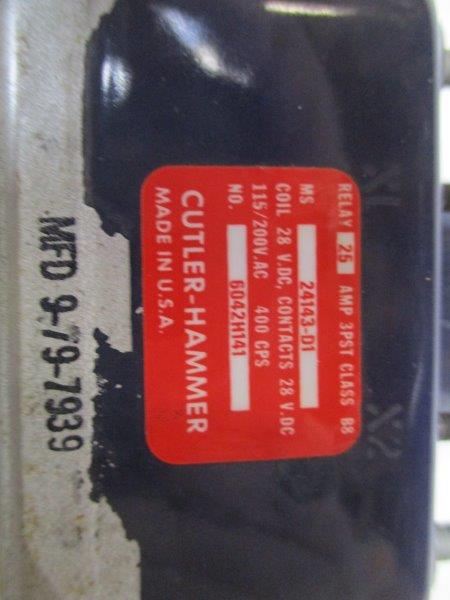 X1
X2
RELAY 25 AMP 3PST CLASS B8
MS 24143-D1
COIL 28 V.DC, CONTACTS 28 V.DC
115/200V.AC 400 CPS
NO. 6042H141
CUTLER-HAMMER
MADE IN U.S.A.
MFD 9-79-7939